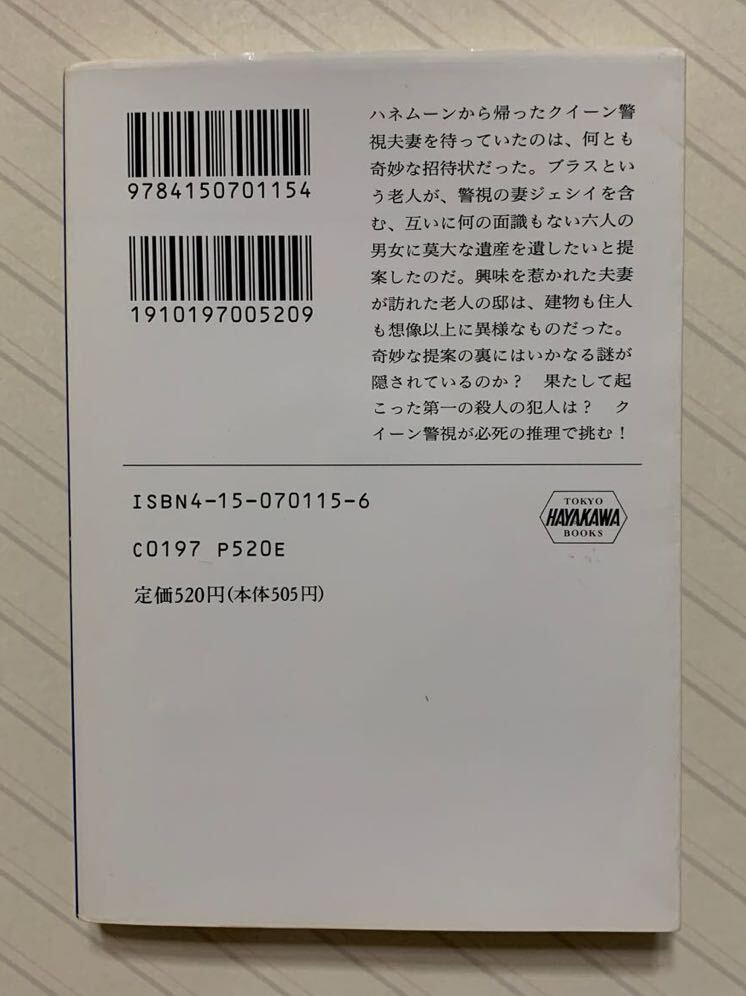 9784150701154
1910197005209
ハネムーンから帰ったクイーン警
視夫妻を待っていたのは、何とも
奇妙な招待状だった。ブラスとい
う老人が、警視の妻ジェシイを含
む、互いに何の面識もない六人の
男女に莫大な遺産を遺したいと提
案したのだ。興味を惹かれた夫妻
が訪れた老人の邸は、建物も住人
も想像以上に異様なものだった。
奇妙な提案の裏にはいかなる謎が
隠されているのか？　果たして起
こった第一の殺人の犯人は？　ク
イーン警視が必死の推理で挑む！
ISBN4-15-070115-6
C0197 P520E
定価520円(本体505円)
TOKYO
HAYAKAWA
BOOKS